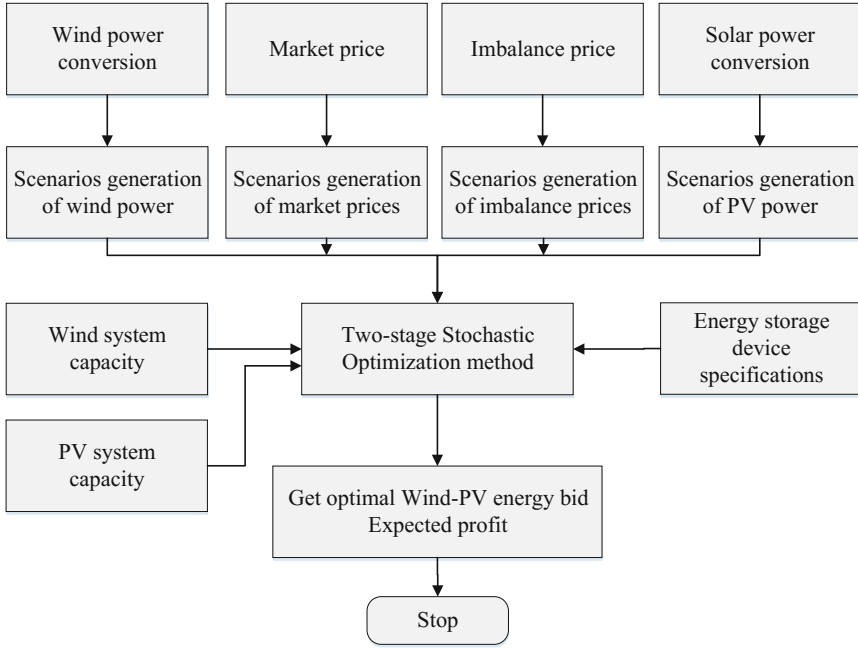 Wind power
conversion
Market price
Imbalance price
Solar power
conversion
Scenarios generation
of wind power
Scenarios generation
of market prices
Scenarios generation
of imbalance prices
Scenarios generation
of PV power
Wind system
capacity
Two-stage Stochastic
Optimization method
Energy storage
device
specifications
PV system
capacity
Get optimal Wind-PV energy bid
Expected profit
Stop